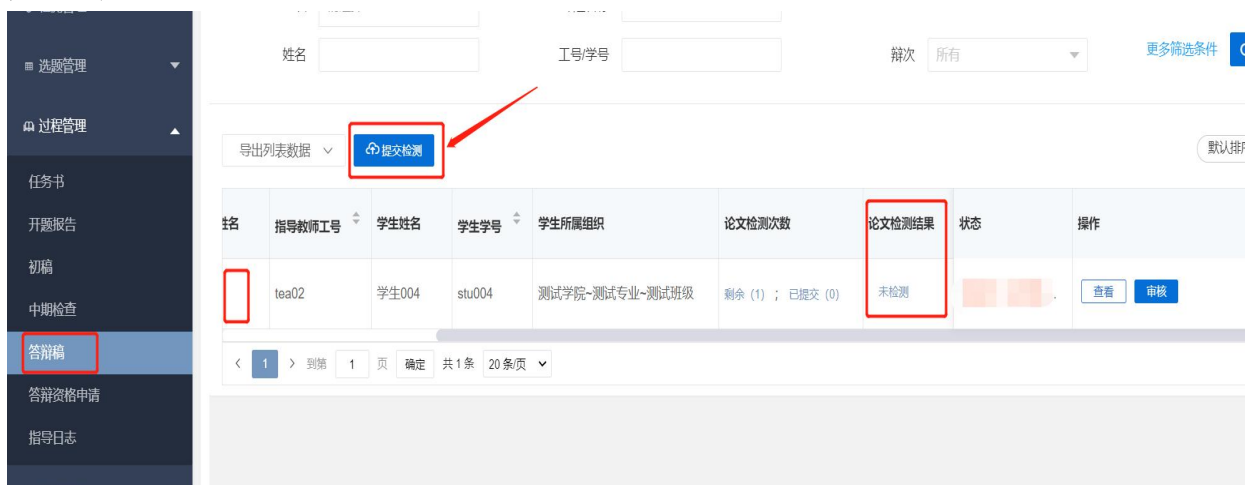 选题管理
过程管理
任务书
开题报告
初稿
中期检查
答辩稿
答辩资格申请
指导日志
姓名 工号/学号 辩次 所有 更多筛选条件
导出列表数据 提交检测 默认排
姓名 指导教师工号 学生姓名 学生学号 学生所属组织 论文检测次数 论文检测结果 状态 操作
tea02 学生004 stu004 测试学院~测试专业~测试班级 剩余 (1) ; 已提交 (0) 未检测 查看 审核
1 到第 1 页 确定 共 1 条 20 条/页